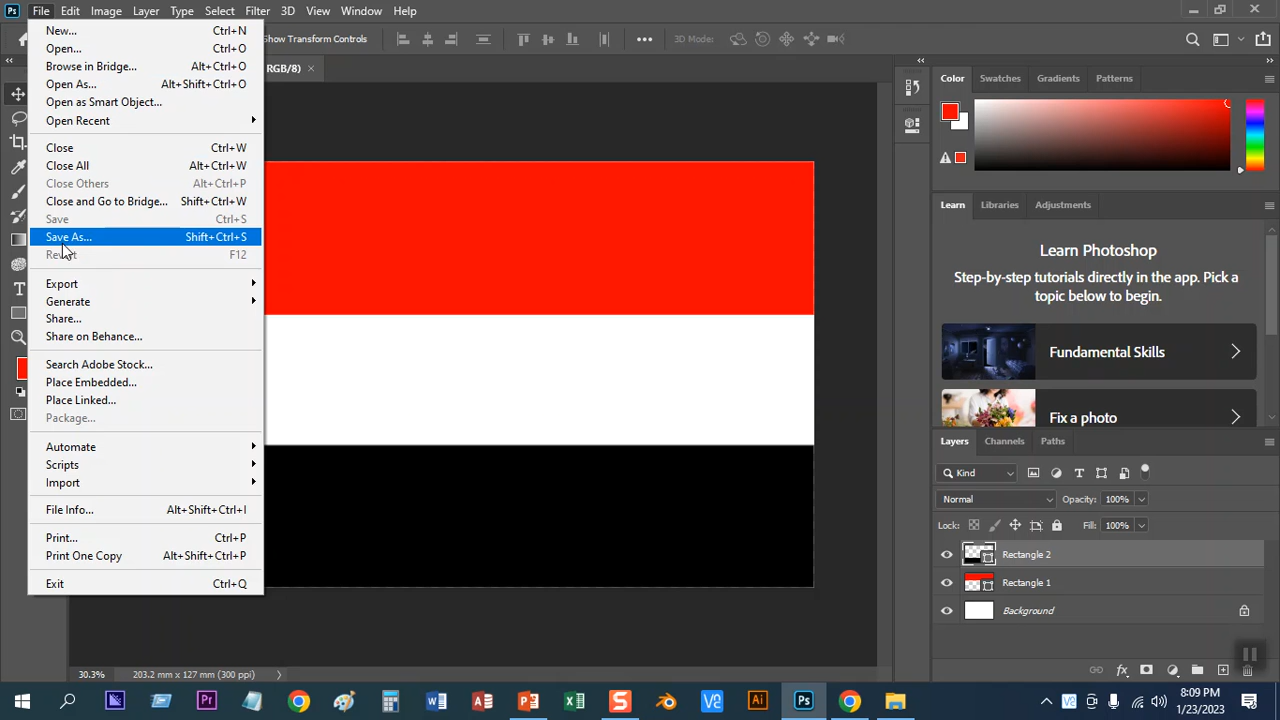 Ps File Edit Image Layer Type Select Filter 3D View Window Help
Show Transform Controls 3D Mode:
RGB/8) ×
New... Ctrl+N
Open... Ctrl+O
Browse in Bridge... Alt+Ctrl+O
Open As... Alt+Shift+Ctrl+O
Open as Smart Object...
Open Recent
Close Ctrl+W
Close All Alt+Ctrl+W
Close Others Alt+Ctrl+P
Close and Go to Bridge... Shift+Ctrl+W
Save Ctrl+S
Save As... Shift+Ctrl+S
Revert F12
Export
Generate
Share...
Share on Behance...
Search Adobe Stock...
Place Embedded...
Place Linked...
Package...
Automate
Scripts
Import
File Info... Alt+Shift+Ctrl+I
Print... Ctrl+P
Print One Copy Alt+Shift+Ctrl+P
Exit Ctrl+Q
Color Swatches Gradients Patterns
Learn Libraries Adjustments
Learn Photoshop
Step-by-step tutorials directly in the app. Pick a
topic below to begin.
Fundamental Skills
Fix a photo
Layers Channels Paths
Kind
Normal Opacity: 100%
Lock: Fill: 100%
Rectangle 2
Rectangle 1
Background
30.3% 203.2 mm x 127 mm (300 ppi)
Pr Ps Ai
8:09 PM
1/23/2023